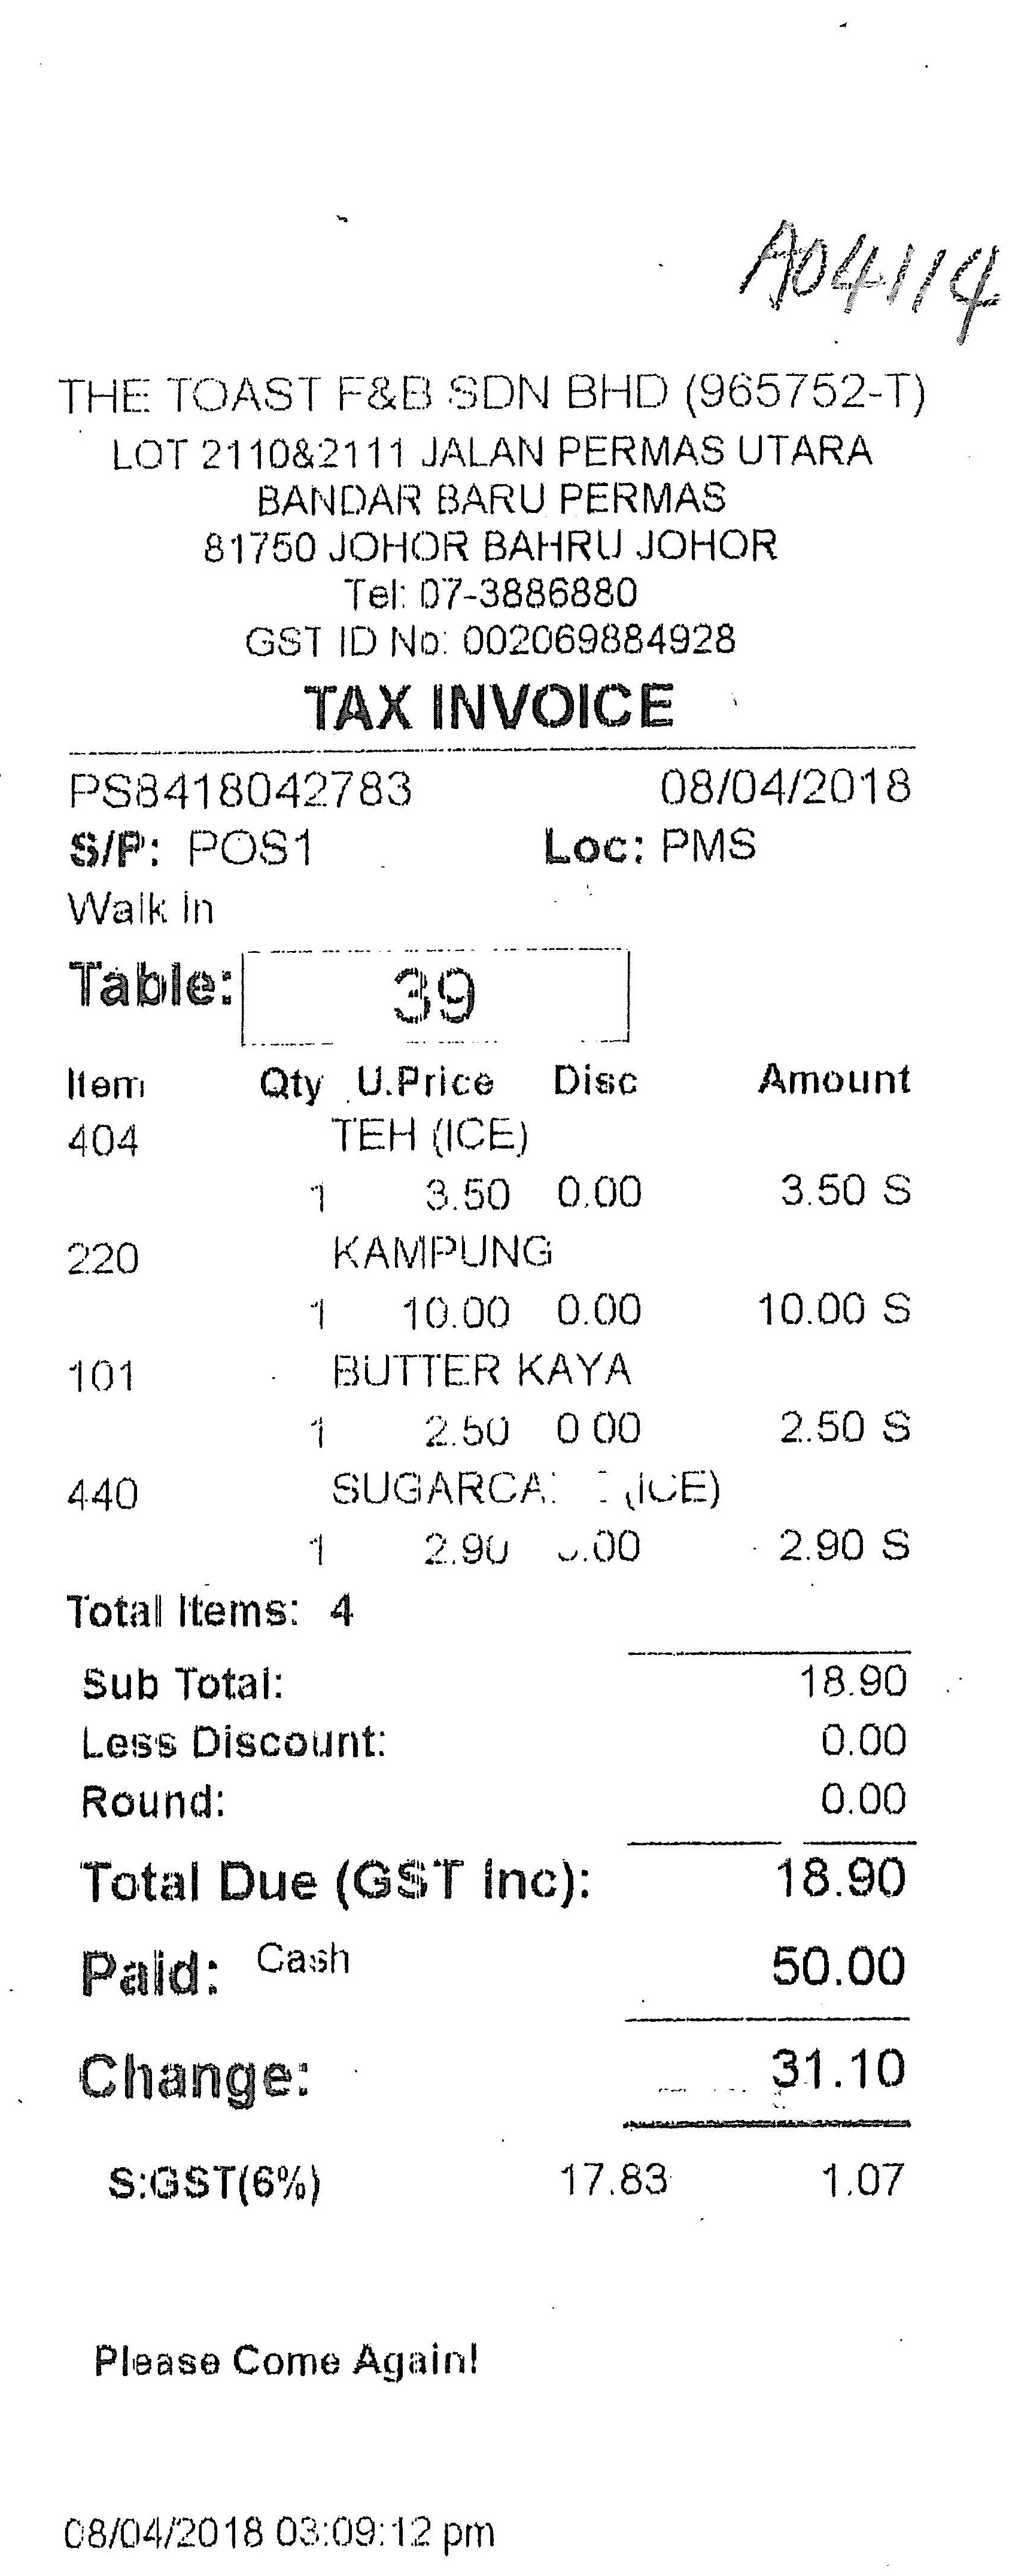 A04114
THE TOAST F&B SDN BHD (965752-T)
LOT 2110&2111 JALAN PERMAS UTARA
BANDAR BARU PERMAS
81750 JOHOR BAHRU JOHOR
Tel: 07-3886880
GST ID No: 002069884928
TAX INVOICE
PS8418042783 08/04/2018
S/P: POS1 Loc: PMS
Walk In
Table: 39
Item Qty U.Price Disc Amount
404 TEH (ICE)
1 3.50 0.00 3.50 S
220 KAMPUNG
1 10.00 0.00 10.00 S
101 BUTTER KAYA
1 2.50 0.00 2.50 S
440 (ICE)
1 2.90 0.00 2.90 S
Total Items: 4
Sub Total: 18.90
Less Discount: 0.00
Round: 0.00
Total Due (GST Inc): 18.90
Paid: Cash 50.00
Change: 31.10
S:GST(6%) 17.83 1.07
Please Come Again!
08/04/2018 03:09:12 pm